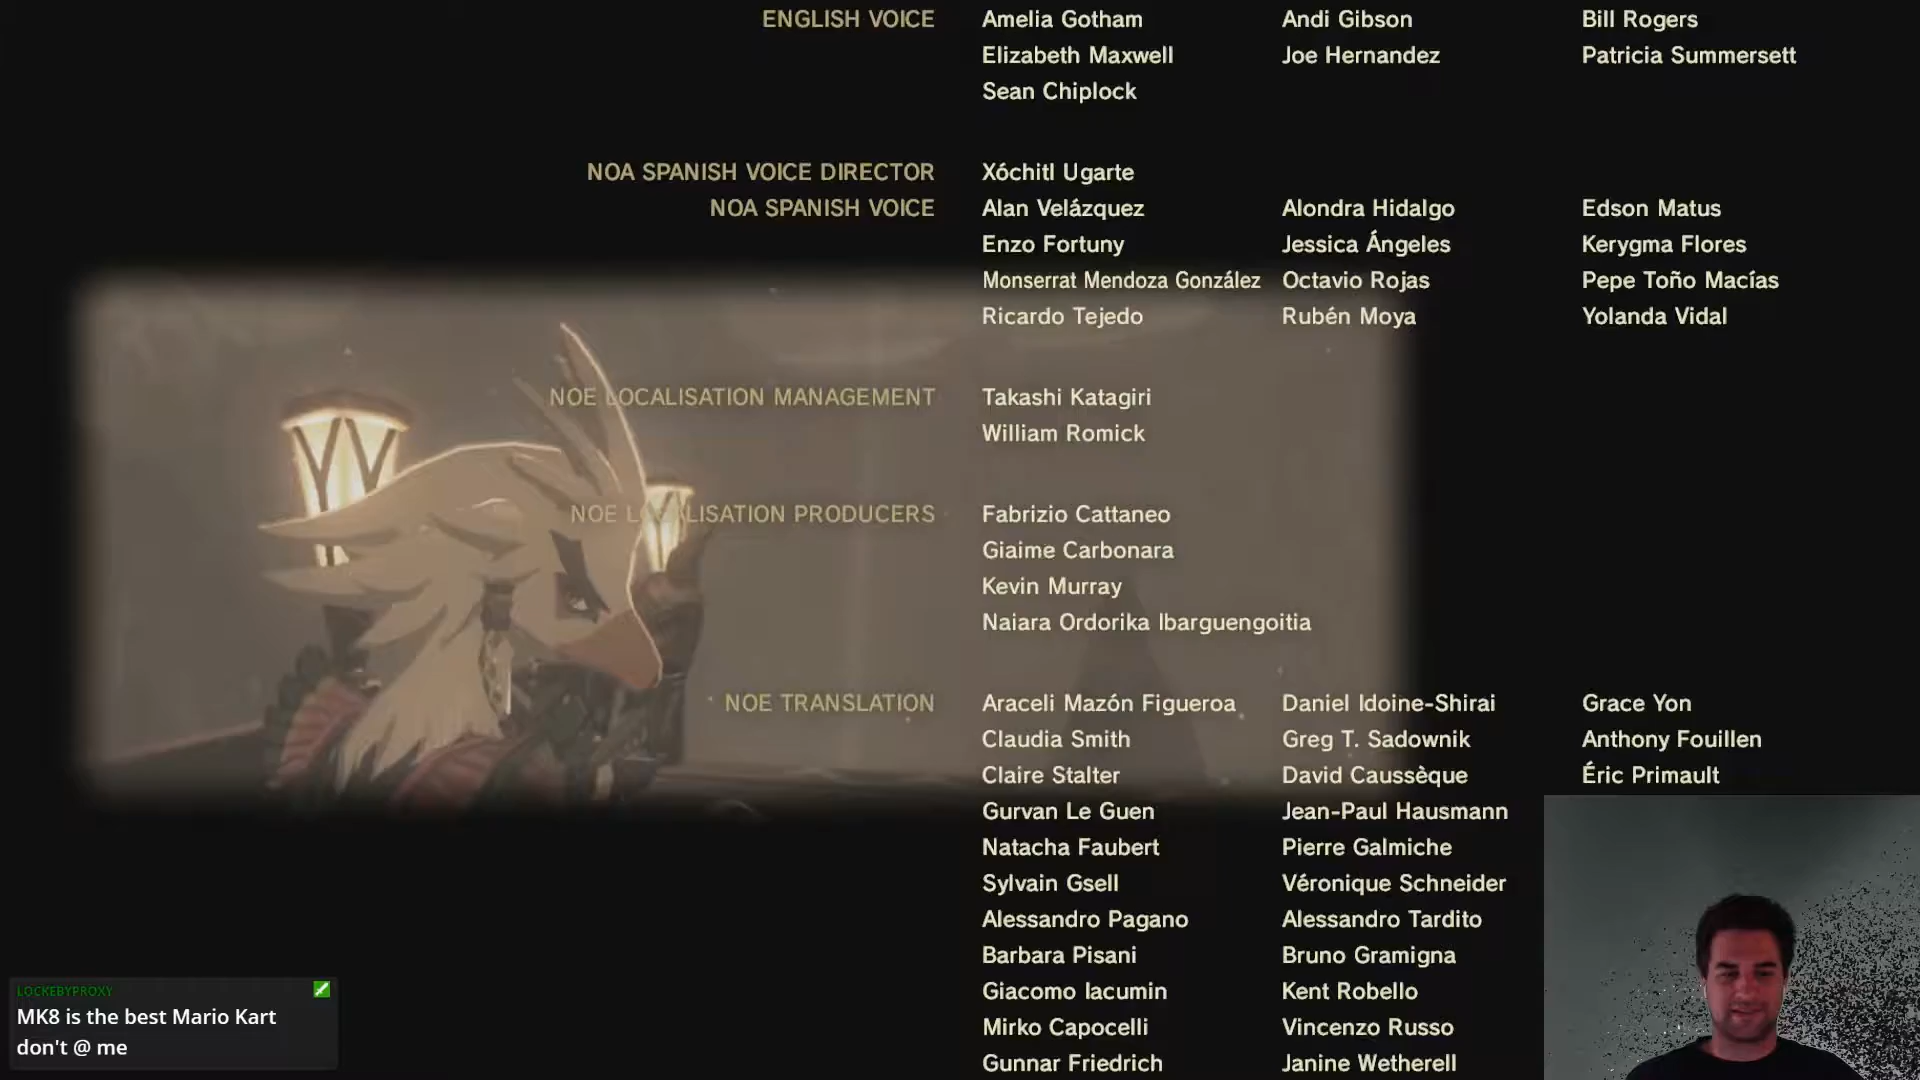 ENGLISH VOICE Amelia Gotham Andi Gibson Bill Rogers
Elizabeth Maxwell Joe Hernandez Patricia Summersett
Sean Chiplock
NOA SPANISH VOICE DIRECTOR Xóchitl Ugarte
NOA SPANISH VOICE Alan Velázquez Alondra Hidalgo Edson Matus
Enzo Fortuny Jessica Ángeles Kerygma Flores
Monserrat Mendoza González Octavio Rojas Pepe Toño Macías
Ricardo Tejedo Rubén Moya Yolanda Vidal
NOE LOCALISATION MANAGEMENT Takashi Katagiri
William Romick
NOE LOCALISATION PRODUCERS Fabrizio Cattaneo
Giaime Carbonara
Kevin Murray
Naiara Ordorika Ibarguengoitia
NOE TRANSLATION Araceli Mazón Figueroa Daniel Idoine-Shirai Grace Yon
Claudia Smith Greg T. Sadownik Anthony Fouillen
Claire Stalter David Caussèque Éric Primault
Gurvan Le Guen Jean-Paul Hausmann
Natacha Faubert Pierre Galmiche
Sylvain Gsell Véronique Schneider
Alessandro Pagano Alessandro Tardito
Barbara Pisani Bruno Gramigna
Giacomo Iacumin Kent Robello
Mirko Capocelli Vincenzo Russo
Gunnar Friedrich Janine Wetherell
LOCKEBYPROXY
MK8 is the best Mario Kart
don't @ me